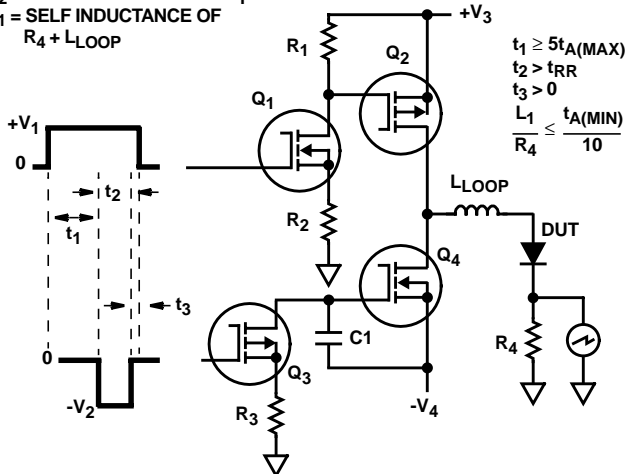 1 = SELF INDUCTANCE OF
R4 + LLOOP
+V3
R1
Q2
t1 ≥ 5tA(MAX)
t2 > tRR
t3 > 0
L1/R4 ≤ tA(MIN)/10
Q1
+V1
0
t2
t1
R2
LLOOP
DUT
Q4
t3
0
C1
R4
Q3
-V2
R3
-V4